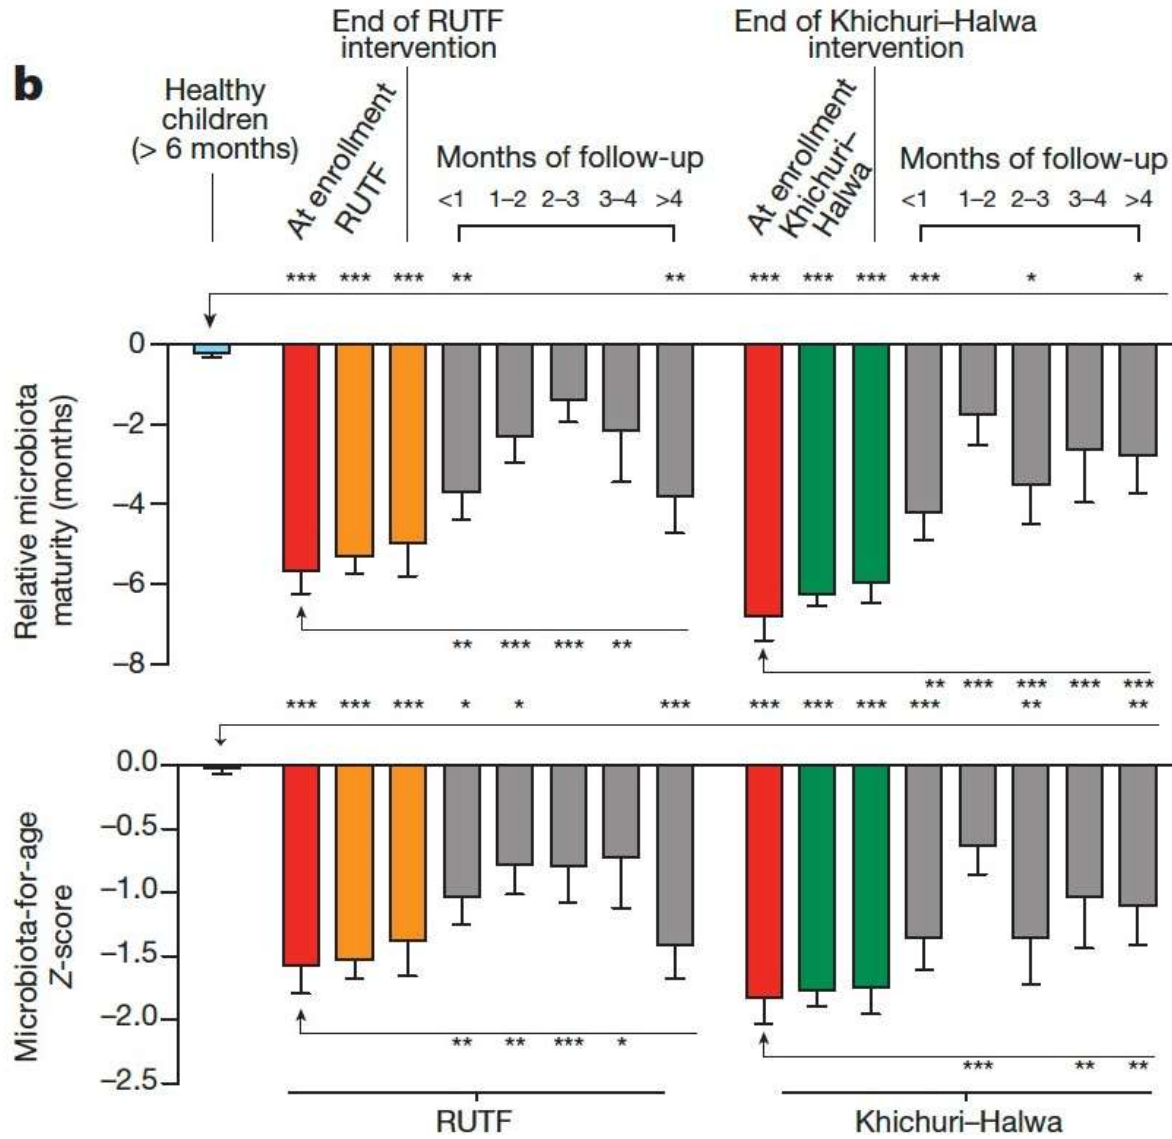 b
End of RUTF
intervention
End of Khichuri–Halwa
intervention
Healthy
children
(> 6 months)
At enrollment
RUTF
Months of follow-up
<1 1–2 2–3 3–4 >4
At enrollment
Khichuri–
Halwa
Months of follow-up
<1 1–2 2–3 3–4 >4
*** *** *** ** ** *** *** *** *** * *
Relative microbiota
maturity (months)
0
–2
–4
–6
–8
** *** *** **
** *** *** *** ***
*** *** *** * * *** *** *** *** *** ** **
Microbiota-for-age
Z-score
0.0
–0.5
–1.0
–1.5
–2.0
–2.5
** ** *** *
*** ** **
RUTF
Khichuri–Halwa